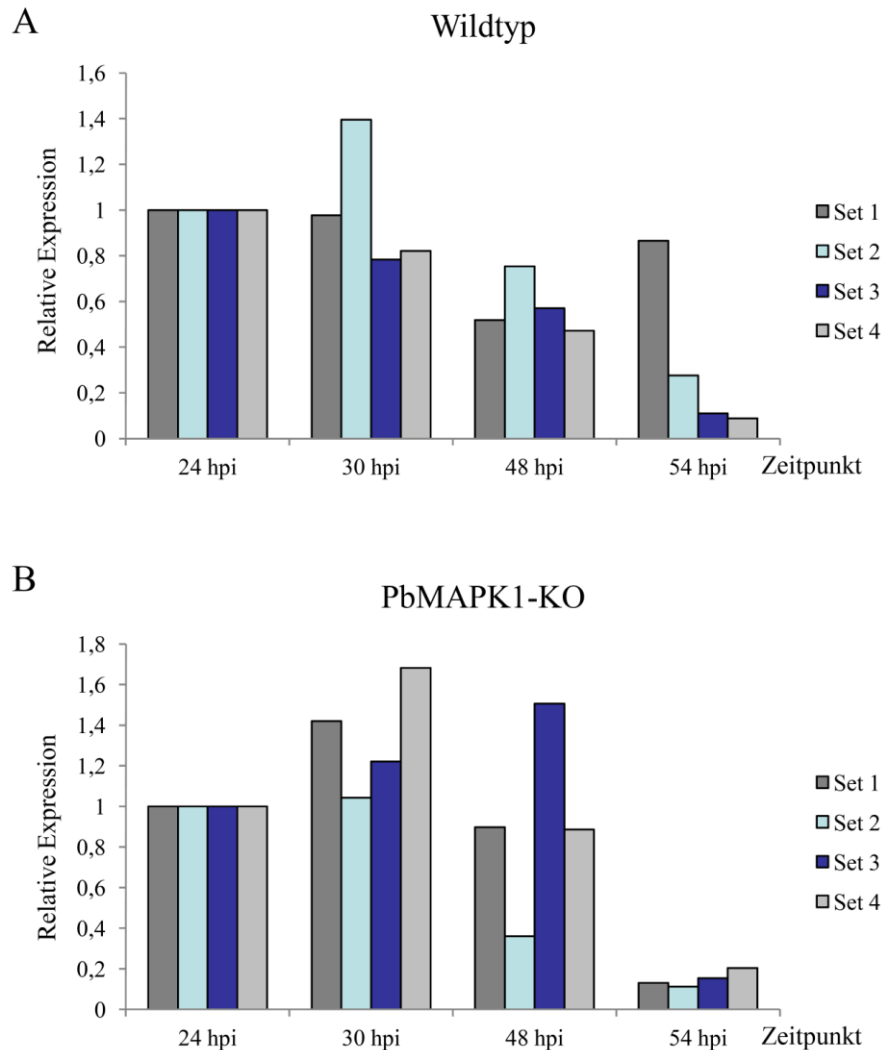 A
Wildtyp
1,6
1,4
1,2
1
0,8
0,6
0,4
0,2
0
Relative Expression
24 hpi
30 hpi
48 hpi
54 hpi
Zeitpunkt
Set 1
Set 2
Set 3
Set 4
B
PbMAPK1-KO
1,8
1,6
1,4
1,2
1
0,8
0,6
0,4
0,2
0
Relative Expression
24 hpi
30 hpi
48 hpi
54 hpi
Zeitpunkt
Set 1
Set 2
Set 3
Set 4